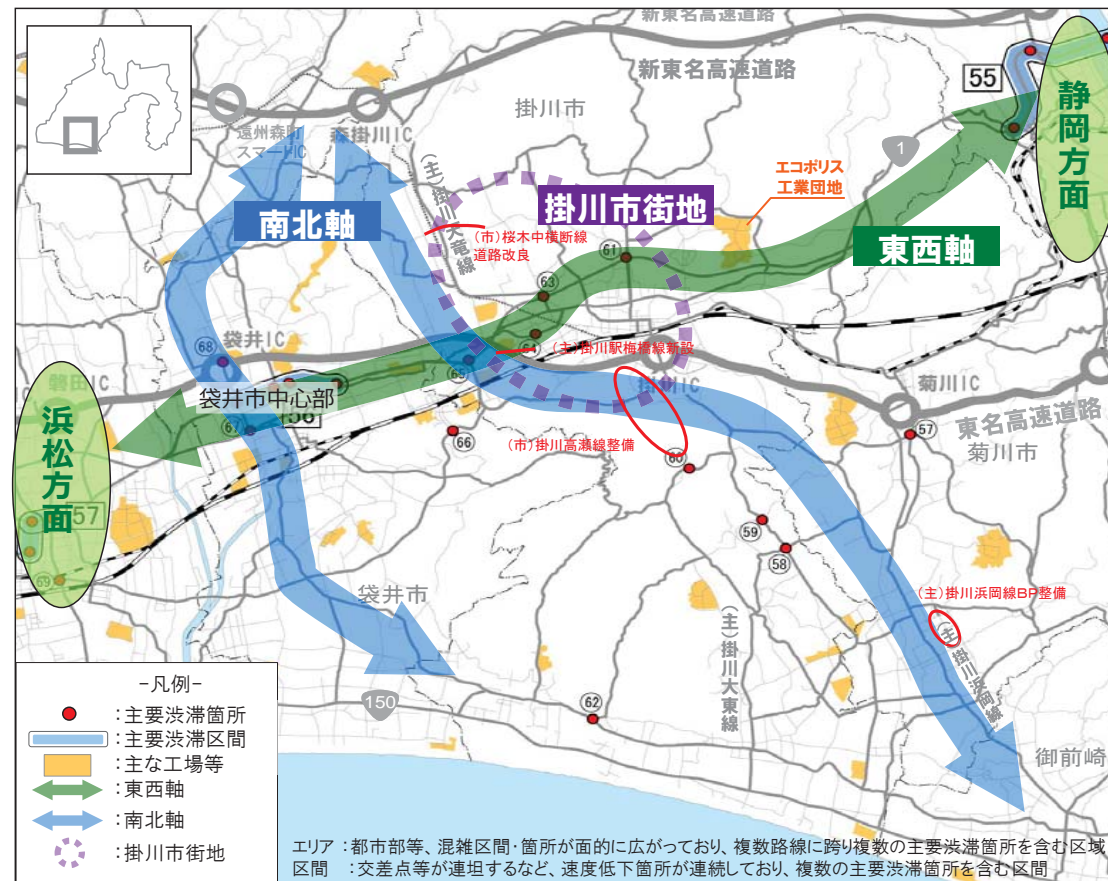 新東名高速道路
新東名高速道路
55
静岡方面
掛川市
遠州森町
スマートIC
森掛川IC
1
エコポリス
工業団地
(主)掛川天竜線
掛川市街地
南北軸
(市)桜木中横断線
道路改良
東西軸
61
63
64
(主)掛川駅梅橋線新設
65
68
袋井IC
磐田IC
掛川IC
菊川IC
袋井市中心部
56
67
東名高速道路
浜松方面
66
(市)掛川高瀬線整備
60
57
菊川市
57
59
58
69
袋井市
(主)掛川浜岡線BP整備
(主)掛川大東線
(主)掛川浜岡線
150
62
御前崎
-凡例-
:主要渋滞箇所
:主要渋滞区間
:主な工場等
:東西軸
:南北軸
:掛川市街地
エリア :都市部等、混雑区間・箇所が面的に広がっており、複数路線に跨り複数の主要渋滞箇所を含む区域
区間 :交差点等が連坦するなど、速度低下箇所が連続しており、複数の主要渋滞箇所を含む区間